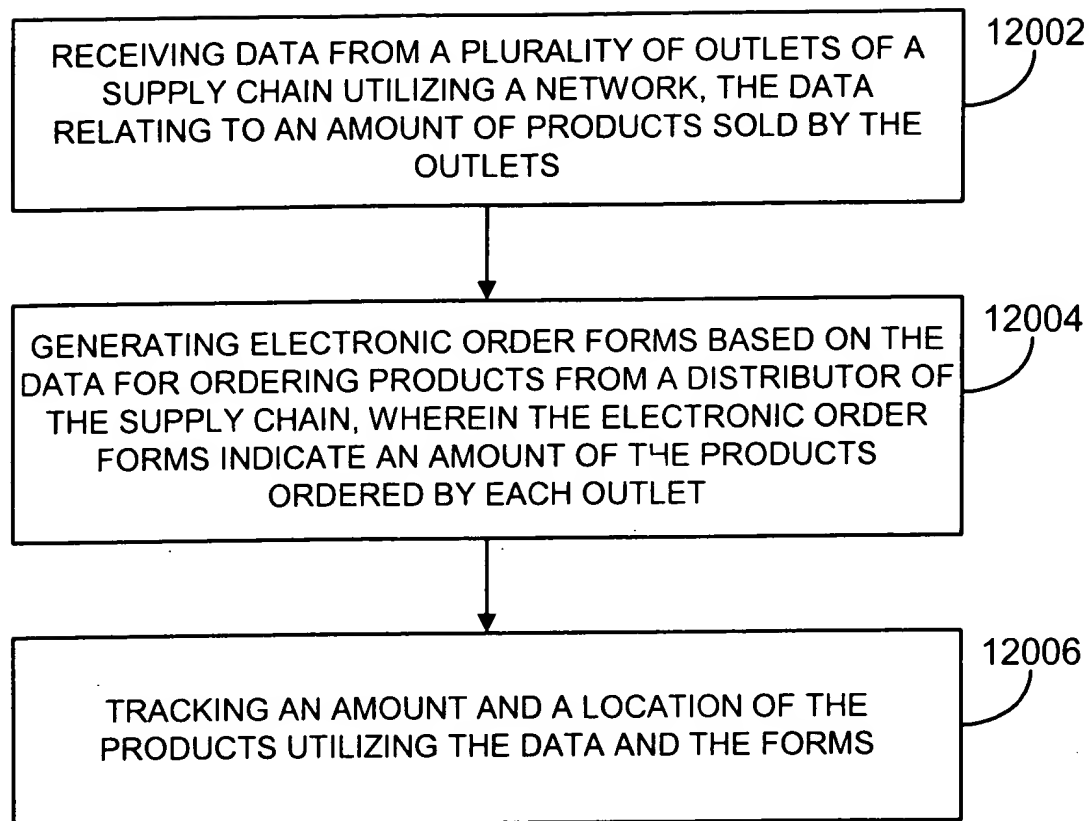 RECEIVING DATA FROM A PLURALITY OF OUTLETS OF A
SUPPLY CHAIN UTILIZING A NETWORK, THE DATA
RELATING TO AN AMOUNT OF PRODUCTS SOLD BY THE
OUTLETS
12002
GENERATING ELECTRONIC ORDER FORMS BASED ON THE
DATA FOR ORDERING PRODUCTS FROM A DISTRIBUTOR OF
THE SUPPLY CHAIN, WHEREIN THE ELECTRONIC ORDER
FORMS INDICATE AN AMOUNT OF THE PRODUCTS
ORDERED BY EACH OUTLET
12004
TRACKING AN AMOUNT AND A LOCATION OF THE
PRODUCTS UTILIZING THE DATA AND THE FORMS
12006